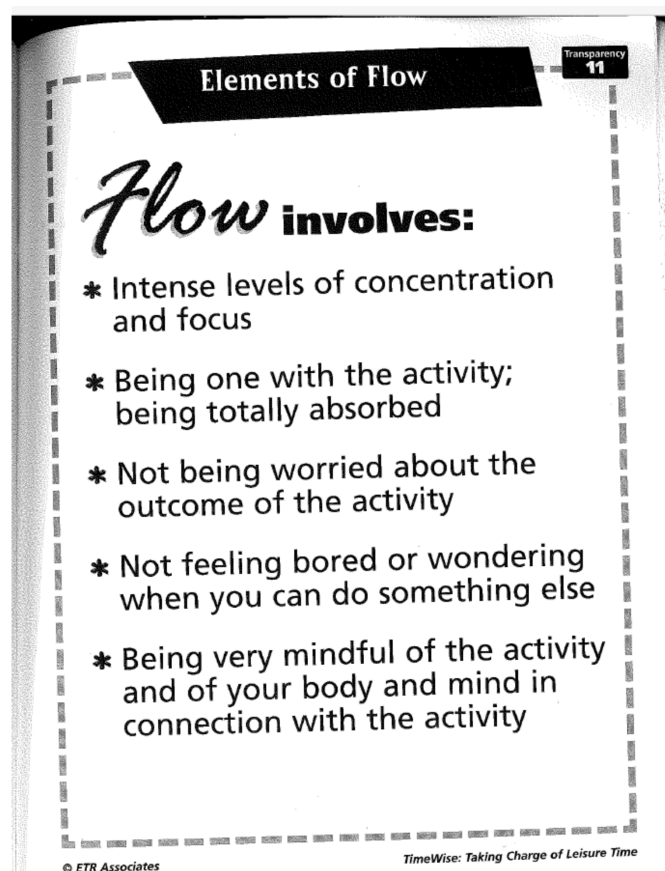 Transparency
11
Elements of Flow
Flow involves:
* Intense levels of concentration
and focus
* Being one with the activity;
being totally absorbed
* Not being worried about the
outcome of the activity
* Not feeling bored or wondering
when you can do something else
* Being very mindful of the activity
and of your body and mind in
connection with the activity
© ETR Associates
TimeWise: Taking Charge of Leisure Time